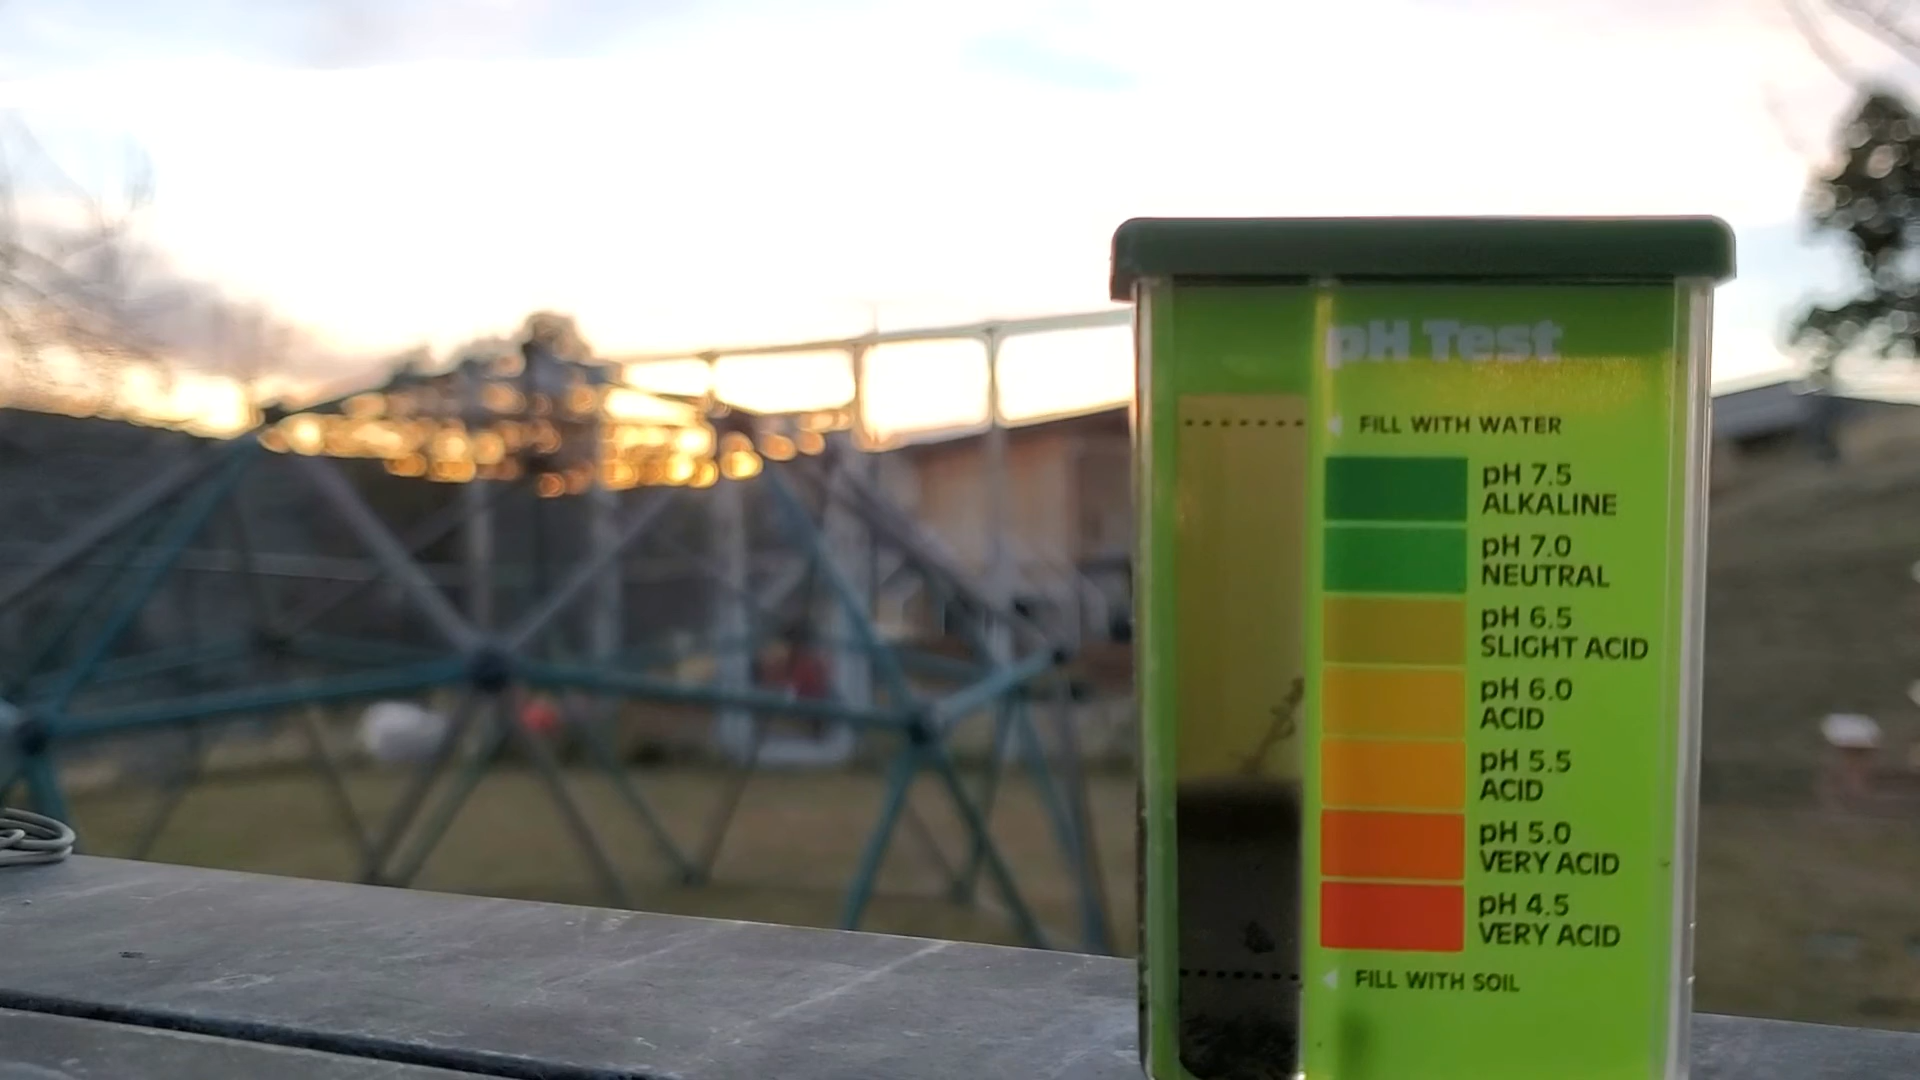 pH Test
FILL WITH WATER
pH 7.5
ALKALINE
pH 7.0
NEUTRAL
pH 6.5
SLIGHT ACID
pH 6.0
ACID
pH 5.5
ACID
pH 5.0
VERY ACID
pH 4.5
VERY ACID
FILL WITH SOIL